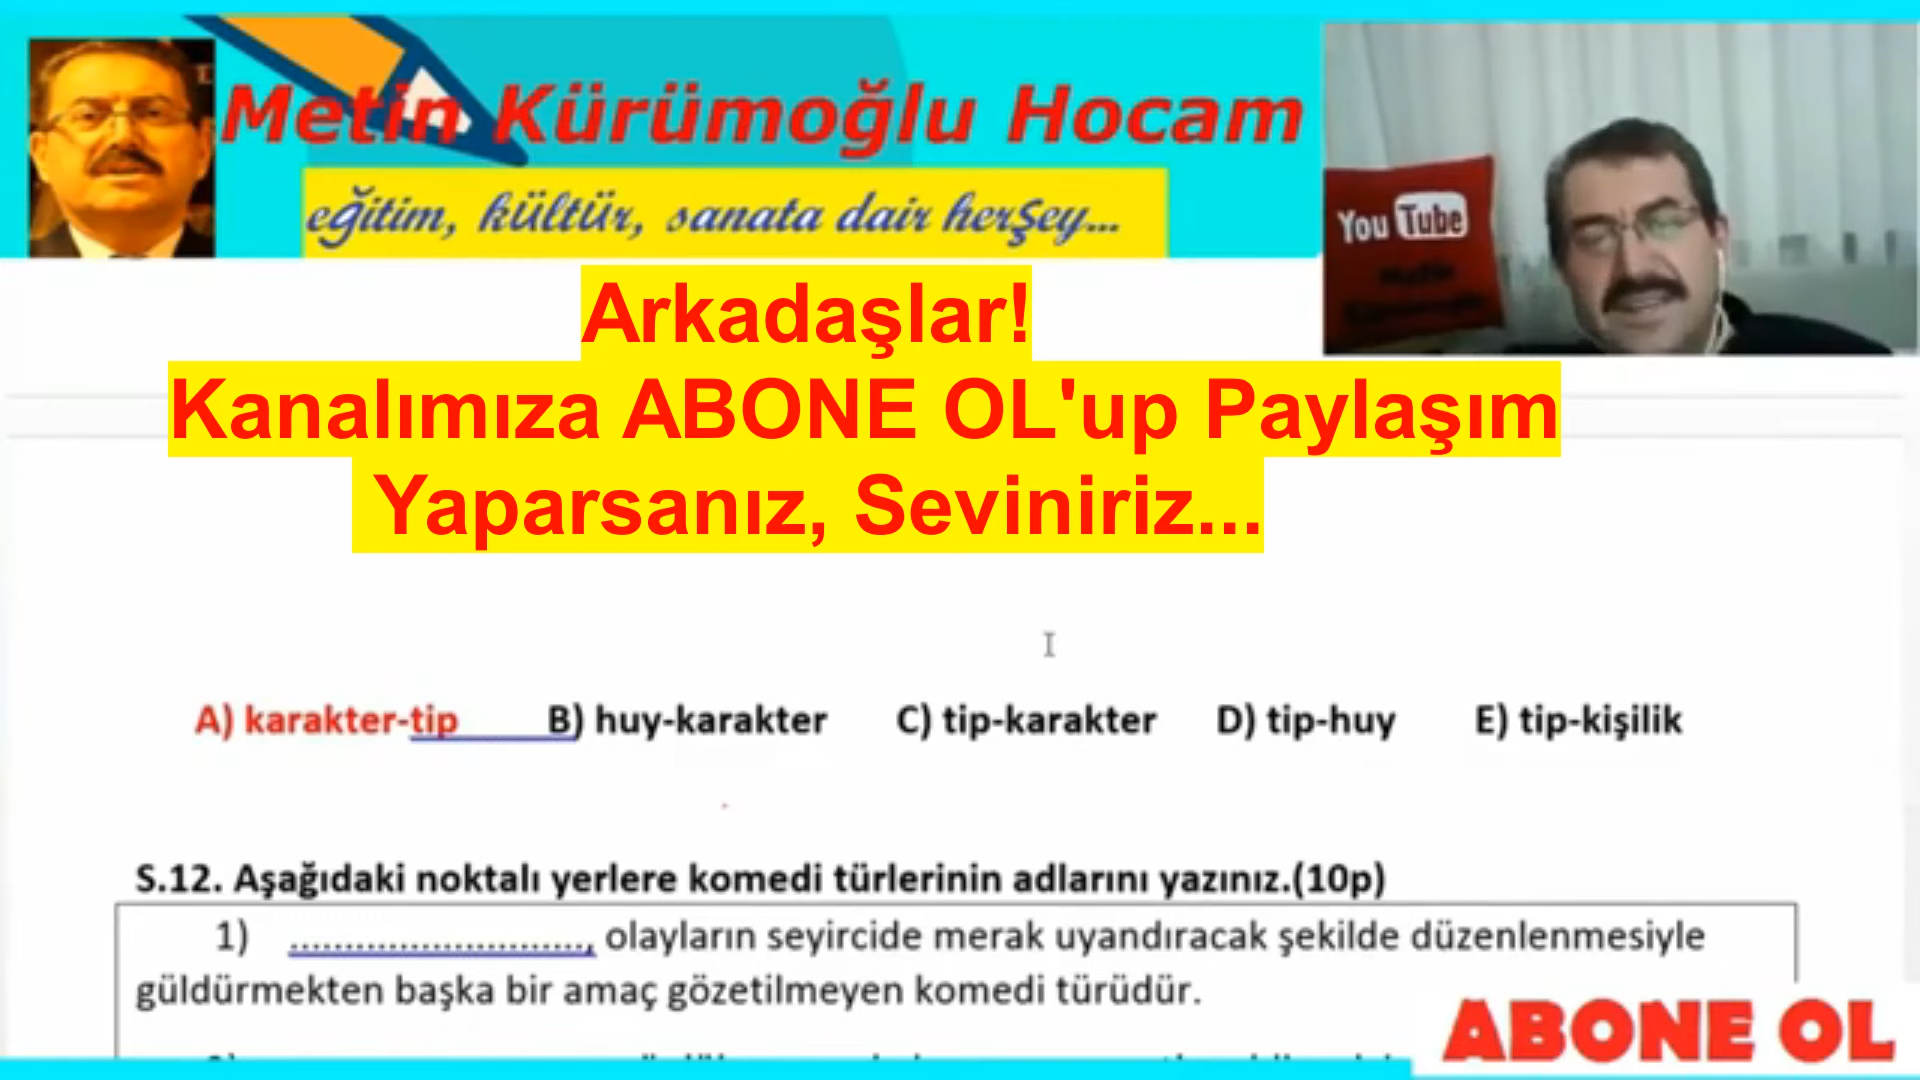 Metin Kürümoğlu Hocam
eğitim, kültür, sanata dair herşey...
You Tube
Arkadaşlar!
Kanalımıza ABONE OL'up Paylaşım
Yaparsanız, Seviniriz...
A) karakter-tip B) huy-karakter C) tip-karakter D) tip-huy E) tip-kişilik
S.12. Aşağıdaki noktalı yerlere komedi türlerinin adlarını yazınız.(10p)
1) ..........................., olayların seyircide merak uyandıracak şekilde düzenlenmesiyle
güldürmekten başka bir amaç gözetilmeyen komedi türüdür.
ABONE OL